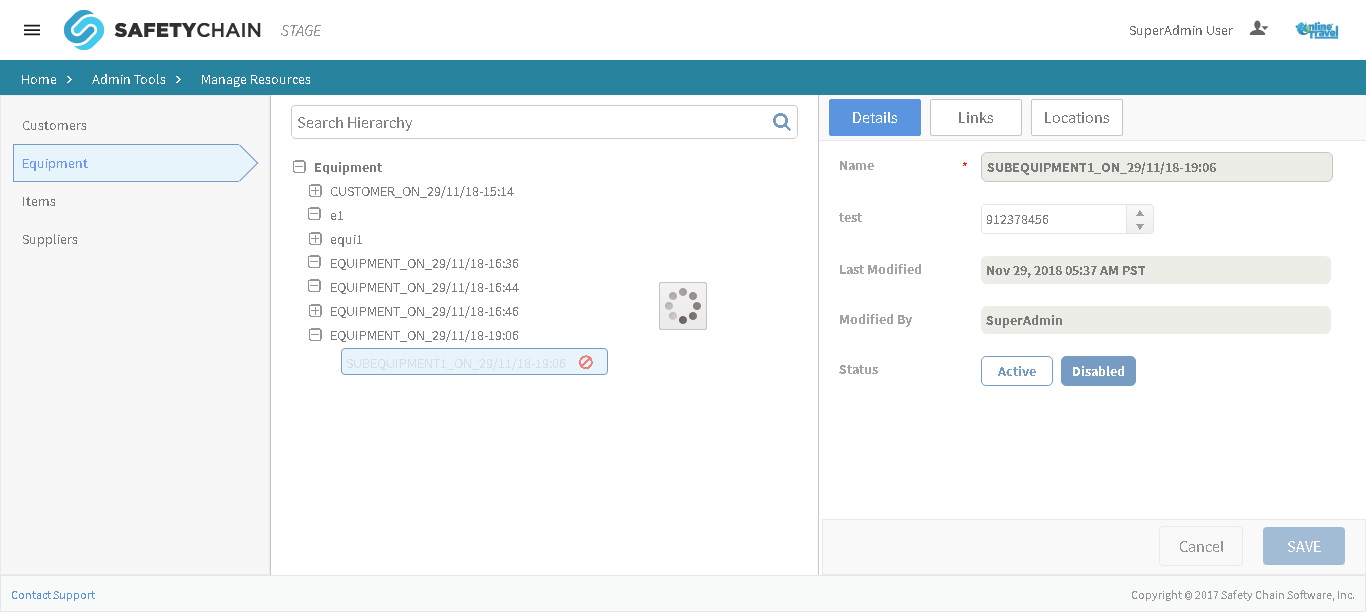 SAFETYCHAIN STAGE
SuperAdmin User
Online Travel
Home > Admin Tools > Manage Resources
Customers
Equipment
Items
Suppliers
Search Hierarchy
Equipment
CUSTOMER_ON_29/11/18-15:14
e1
equi1
EQUIPMENT_ON_29/11/18-16:36
EQUIPMENT_ON_29/11/18-16:44
EQUIPMENT_ON_29/11/18-16:46
EQUIPMENT_ON_29/11/18-19:06
SUBEQUIPMENT1_ON_29/11/18-19:06
Details Links Locations
Name * SUBEQUIPMENT1_ON_29/11/18-19:06
test 912378456
Last Modified Nov 29, 2018 05:37 AM PST
Modified By SuperAdmin
Status Active Disabled
Cancel SAVE
Contact Support
Copyright © 2017 Safety Chain Software, Inc.